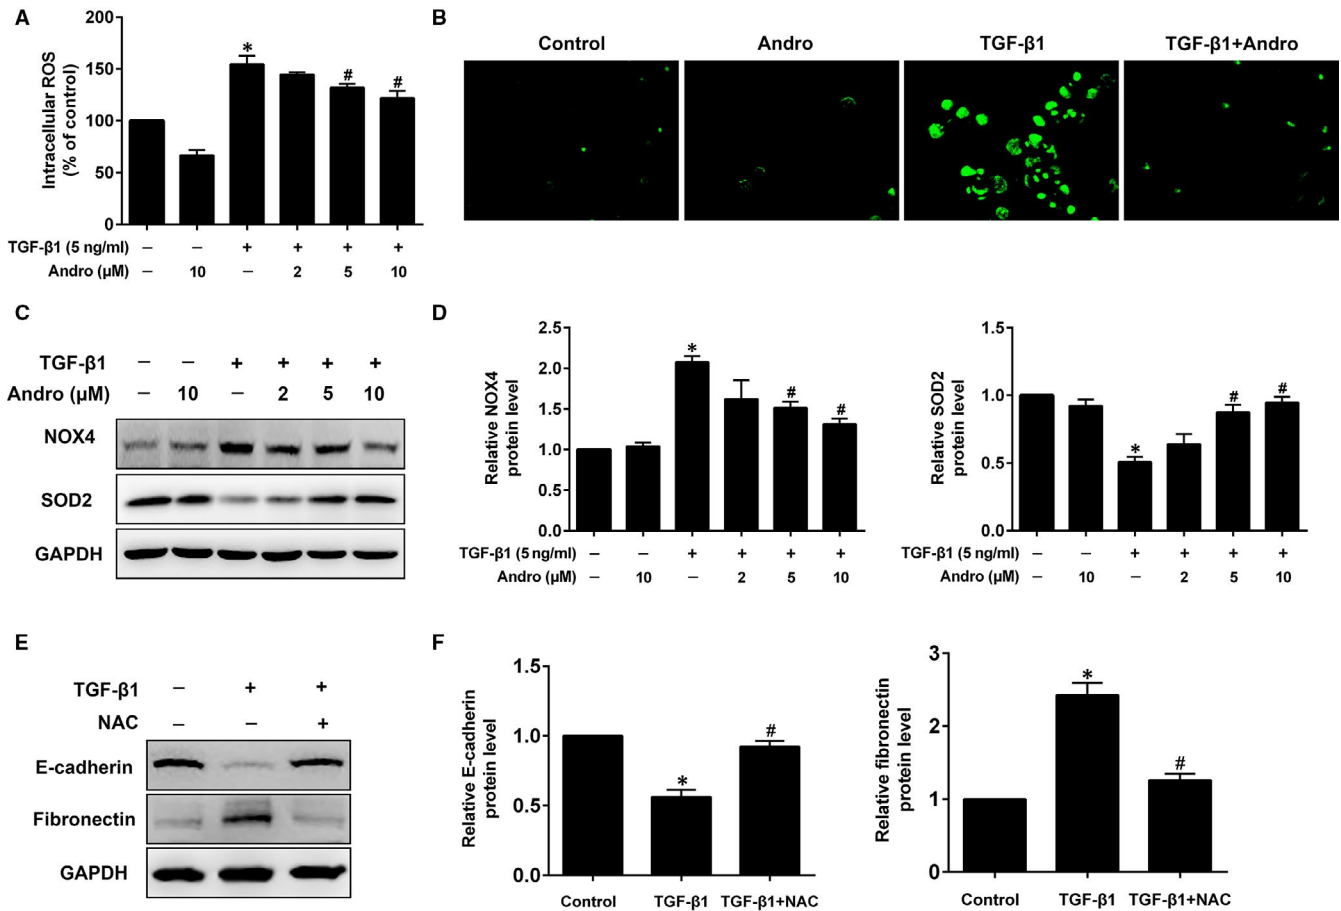 A
Intracellular ROS
(% of control)
200
150
100
50
0
TGF-β1 (5 ng/ml) – – + + + +
Andro (μM) – 10 – 2 5 10
*
#
#
B
Control Andro TGF-β1 TGF-β1+Andro
C
TGF-β1 – – + + + +
Andro (μM) – 10 – 2 5 10
NOX4
SOD2
GAPDH
D
Relative NOX4
protein level
2.5
2.0
1.5
1.0
0.5
0.0
*
#
#
TGF-β1 (5 ng/ml) – – + + + +
Andro (μM) – 10 – 2 5 10
Relative SOD2
protein level
1.5
1.0
0.5
0.0
*
#
#
TGF-β1 (5 ng/ml) – – + + + +
Andro (μM) – 10 – 2 5 10
E
TGF-β1 – + +
NAC – – +
E-cadherin
Fibronectin
GAPDH
F
Relative E-cadherin
protein level
1.5
1.0
0.5
0.0
*
#
Control TGF-β1 TGF-β1+NAC
Relative fibronectin
protein level
3
2
1
0
*
#
Control TGF-β1 TGF-β1+NAC